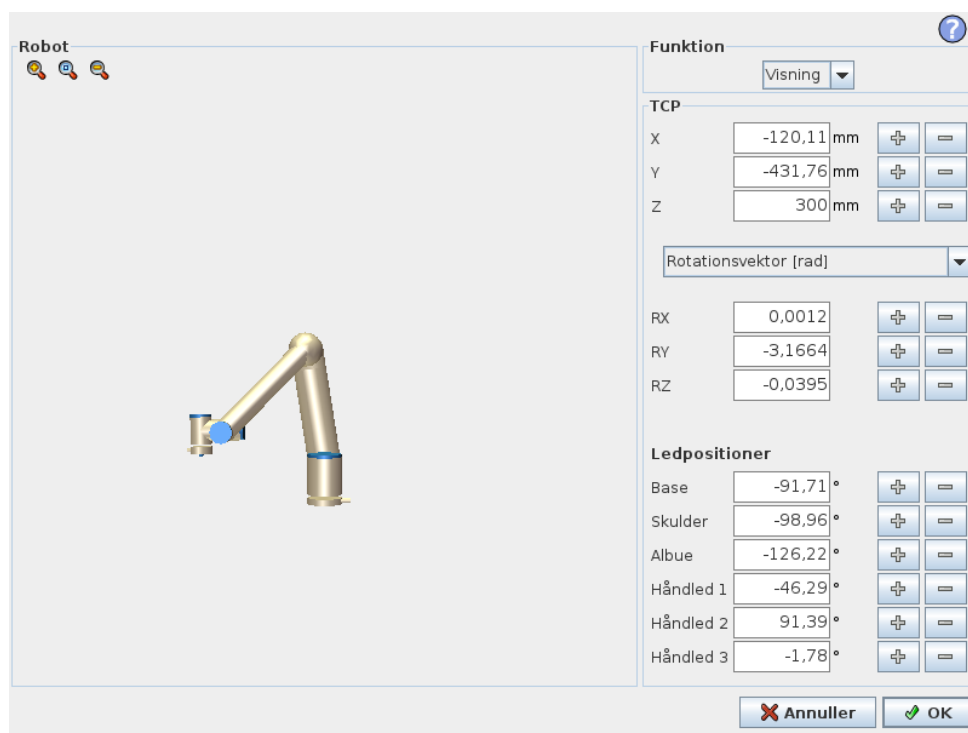 ?
Robot
Funktion
Visning
TCP
X -120,11 mm
Y -431,76 mm
Z 300 mm
Rotationsvektor [rad]
RX 0,0012
RY -3,1664
RZ -0,0395
Ledpositioner
Base -91,71 °
Skulder -98,96 °
Albue -126,22 °
Håndled 1 -46,29 °
Håndled 2 91,39 °
Håndled 3 -1,78 °
Annuller OK